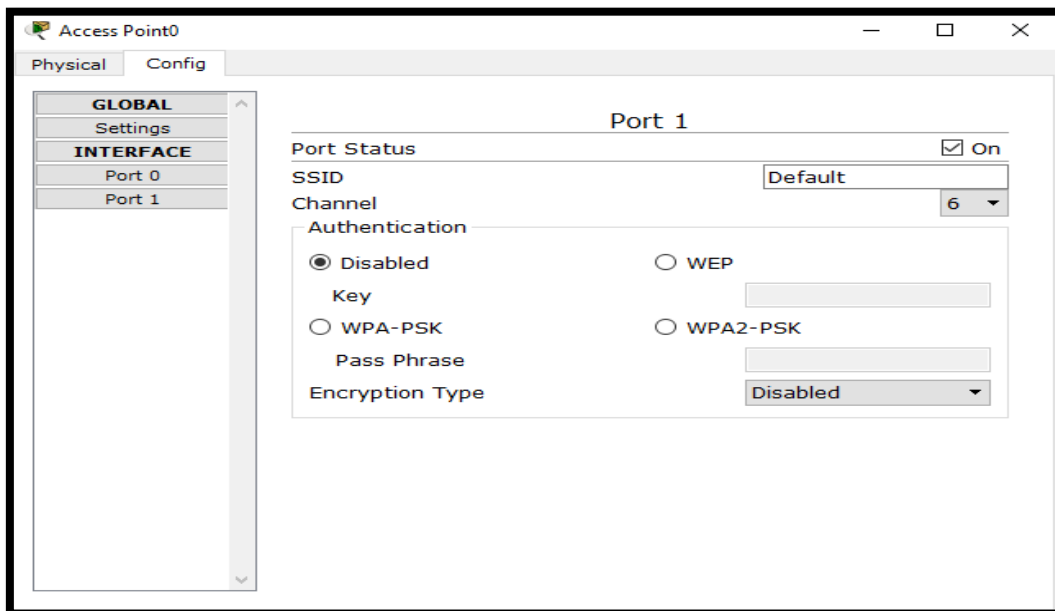 Access Point0
Physical Config
GLOBAL
Settings
INTERFACE
Port 0
Port 1
Port 1
Port Status On
SSID Default
Channel 6
Authentication
Disabled WEP
Key
WPA-PSK WPA2-PSK
Pass Phrase
Encryption Type Disabled